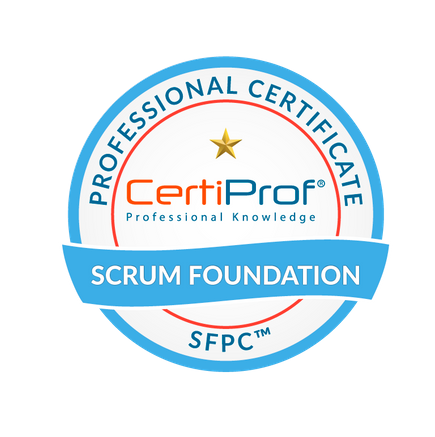 PROFESSIONAL CERTIFICATE
CertiProf®
Professional Knowledge
SCRUM FOUNDATION
SFPC™